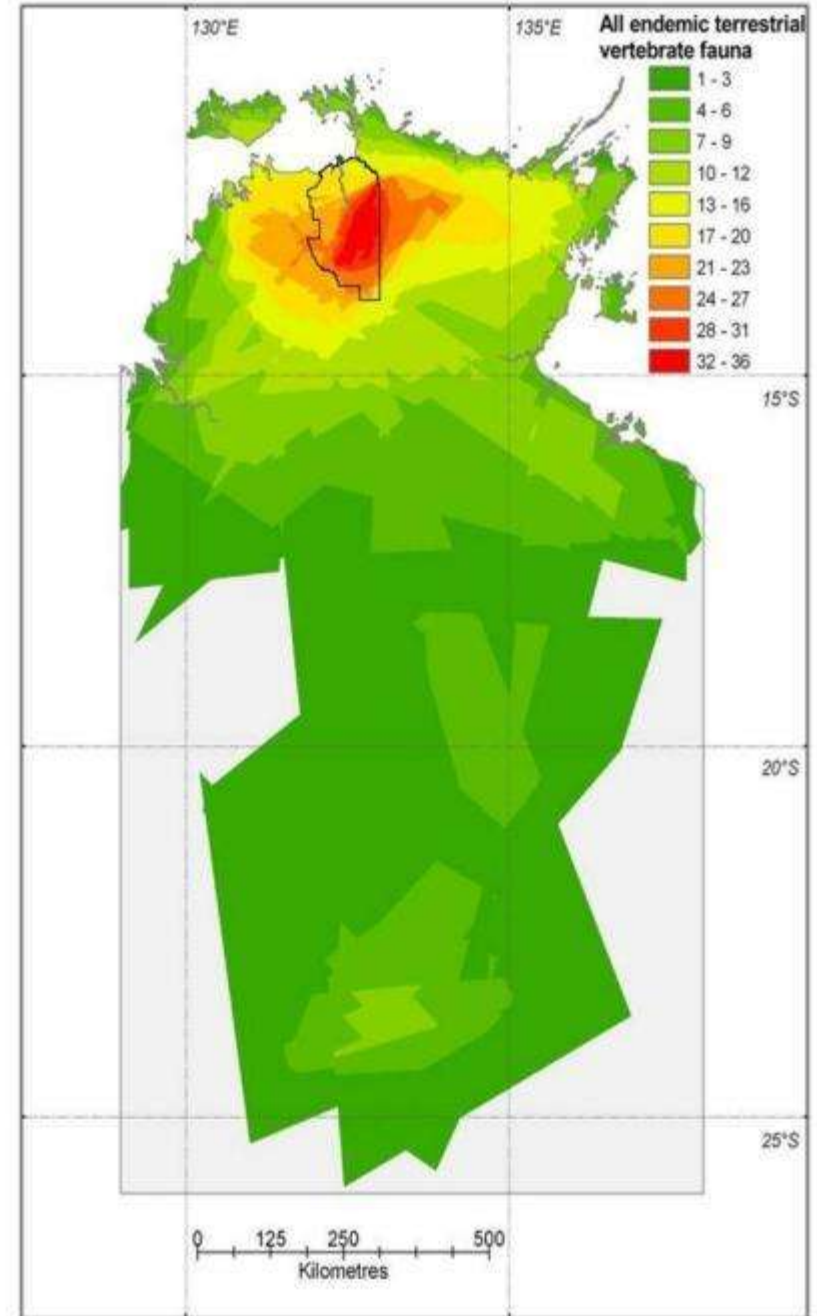 130°E
135°E
All endemic terrestrial
vertebrate fauna
1 - 3
4 - 6
7 - 9
10 - 12
13 - 16
17 - 20
21 - 23
24 - 27
28 - 31
32 - 36
15°S
20°S
25°S
0 125 250 500
Kilometres